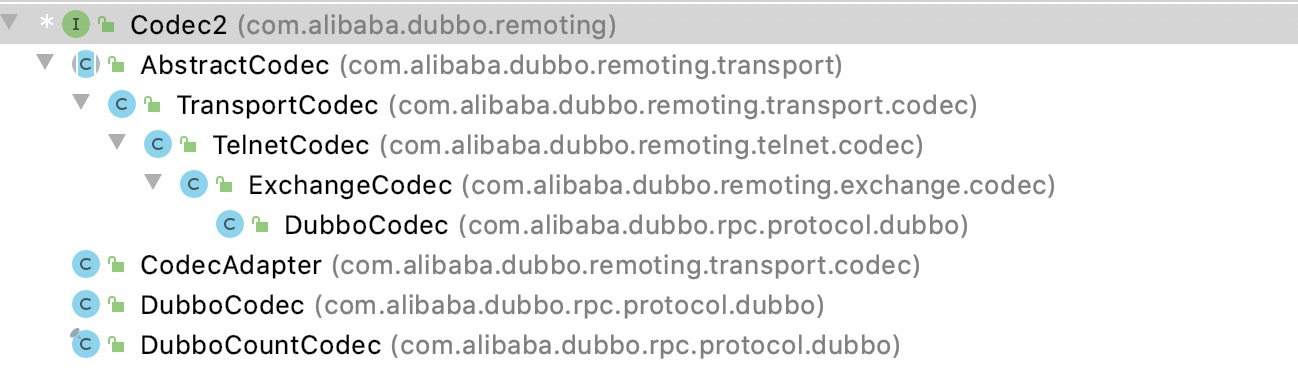 * I Codec2 (com.alibaba.dubbo.remoting)
C AbstractCodec (com.alibaba.dubbo.remoting.transport)
C TransportCodec (com.alibaba.dubbo.remoting.transport.codec)
C TelnetCodec (com.alibaba.dubbo.remoting.telnet.codec)
C ExchangeCodec (com.alibaba.dubbo.remoting.exchange.codec)
C DubboCodec (com.alibaba.dubbo.rpc.protocol.dubbo)
C CodecAdapter (com.alibaba.dubbo.remoting.transport.codec)
C DubboCodec (com.alibaba.dubbo.rpc.protocol.dubbo)
C DubboCountCodec (com.alibaba.dubbo.rpc.protocol.dubbo)